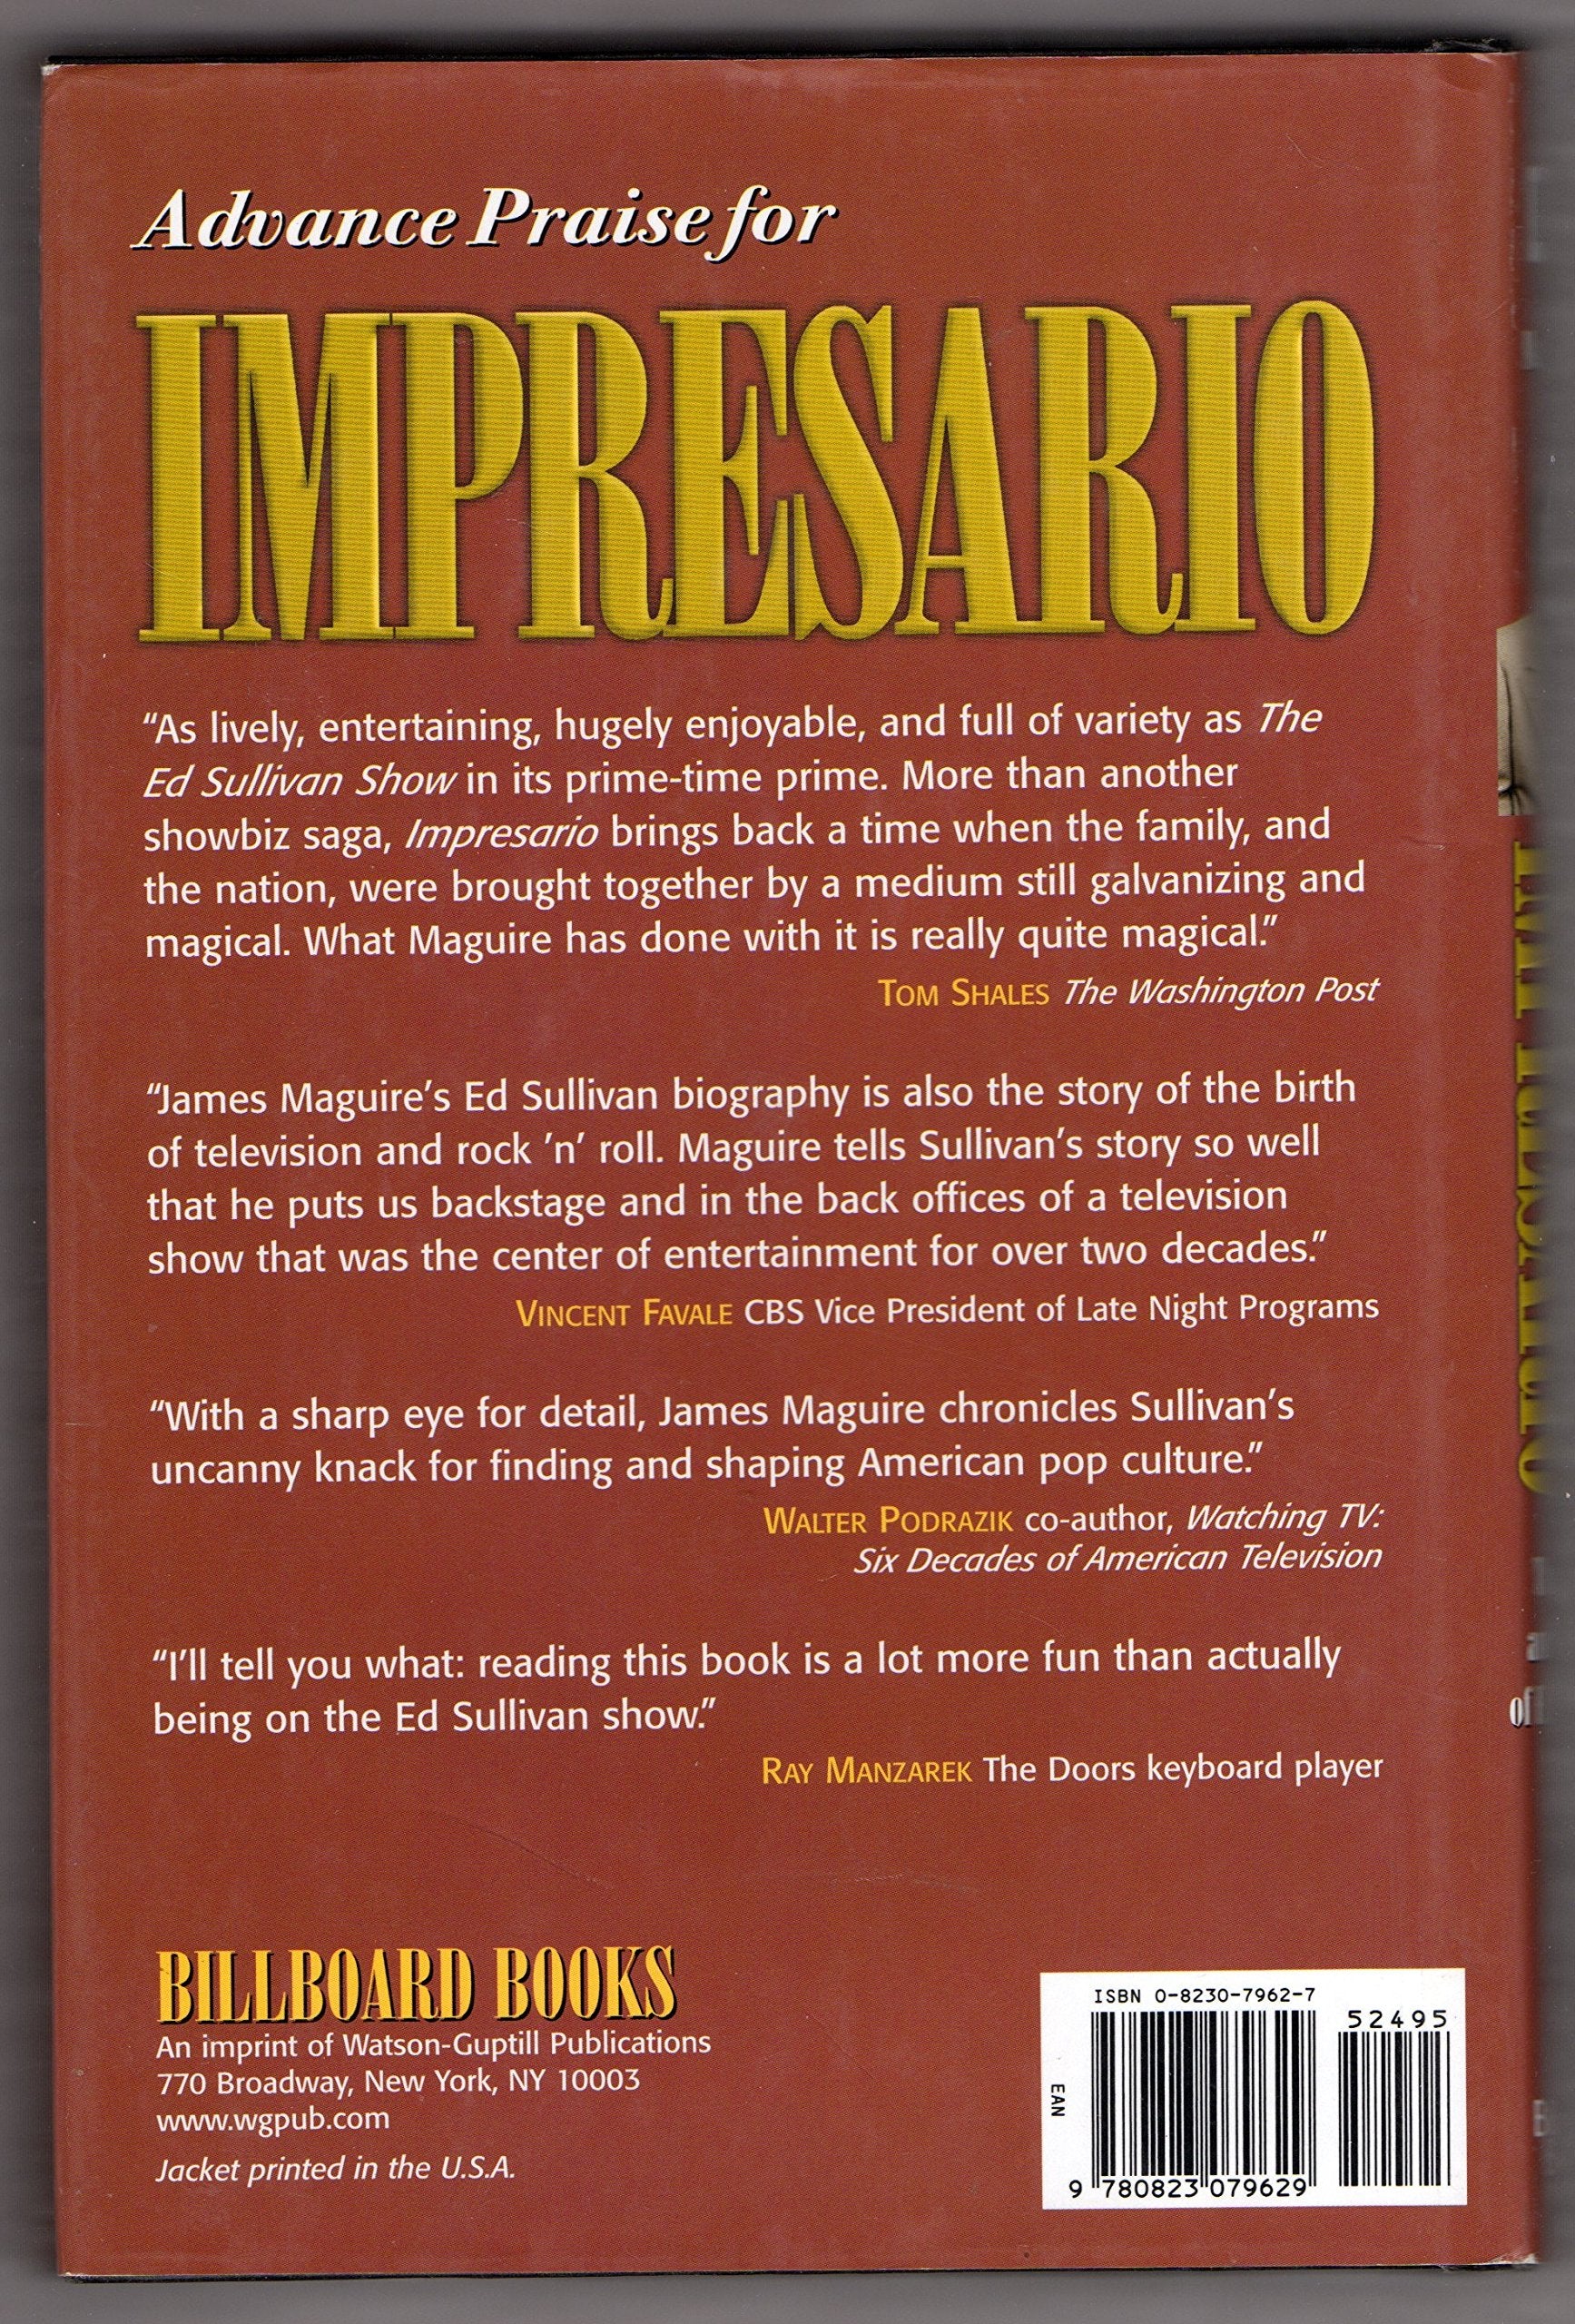 Advance Praise for
IMPRESARIO
“As lively, entertaining, hugely enjoyable, and full of variety as The
Ed Sullivan Show in its prime-time prime. More than another
showbiz saga, Impresario brings back a time when the family, and
the nation, were brought together by a medium still galvanizing and
magical. What Maguire has done with it is really quite magical.”
TOM SHALES The Washington Post
“James Maguire’s Ed Sullivan biography is also the story of the birth
of television and rock ’n’ roll. Maguire tells Sullivan’s story so well
that he puts us backstage and in the back offices of a television
show that was the center of entertainment for over two decades.”
VINCENT FAVALE CBS Vice President of Late Night Programs
“With a sharp eye for detail, James Maguire chronicles Sullivan’s
uncanny knack for finding and shaping American pop culture.”
WALTER PODRAZIK co-author, Watching TV:
Six Decades of American Television
“I’ll tell you what: reading this book is a lot more fun than actually
being on the Ed Sullivan show.”
RAY MANZAREK The Doors keyboard player
BILLBOARD BOOKS
An imprint of Watson-Guptill Publications
770 Broadway, New York, NY 10003
www.wgpub.com
Jacket printed in the U.S.A.
ISBN 0-8230-7962-7
52495
EAN
9 780823 079629
IMPRESARIO
of